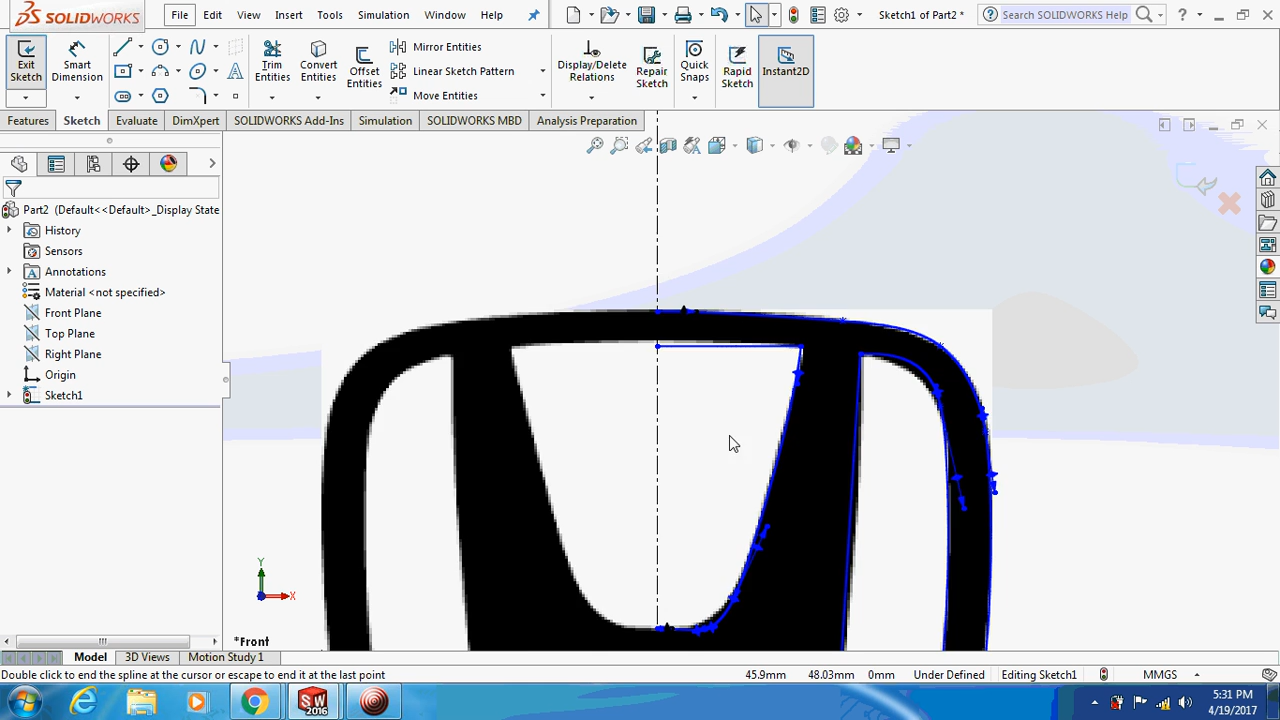 SOLIDWORKS File Edit View Insert Tools Simulation Window Help Sketch1 of Part2 * Search SOLIDWORKS Help
Exit Sketch Smart Dimension Trim Entities Convert Entities Offset Entities Mirror Entities Linear Sketch Pattern Move Entities Display/Delete Relations Repair Sketch Quick Snaps Rapid Sketch Instant2D
Features Sketch Evaluate DimXpert SOLIDWORKS Add-Ins Simulation SOLIDWORKS MBD Analysis Preparation
Part2 (Default<<Default>_Display State
History
Sensors
Annotations
Material <not specified>
Front Plane
Top Plane
Right Plane
Origin
Sketch1
Y
X
*Front
Model 3D Views Motion Study 1
Double click to end the spline at the cursor or escape to end it at the last point 45.9mm 48.03mm 0mm Under Defined Editing Sketch1 MMGS
SW 2016
5:31 PM
4/19/2017